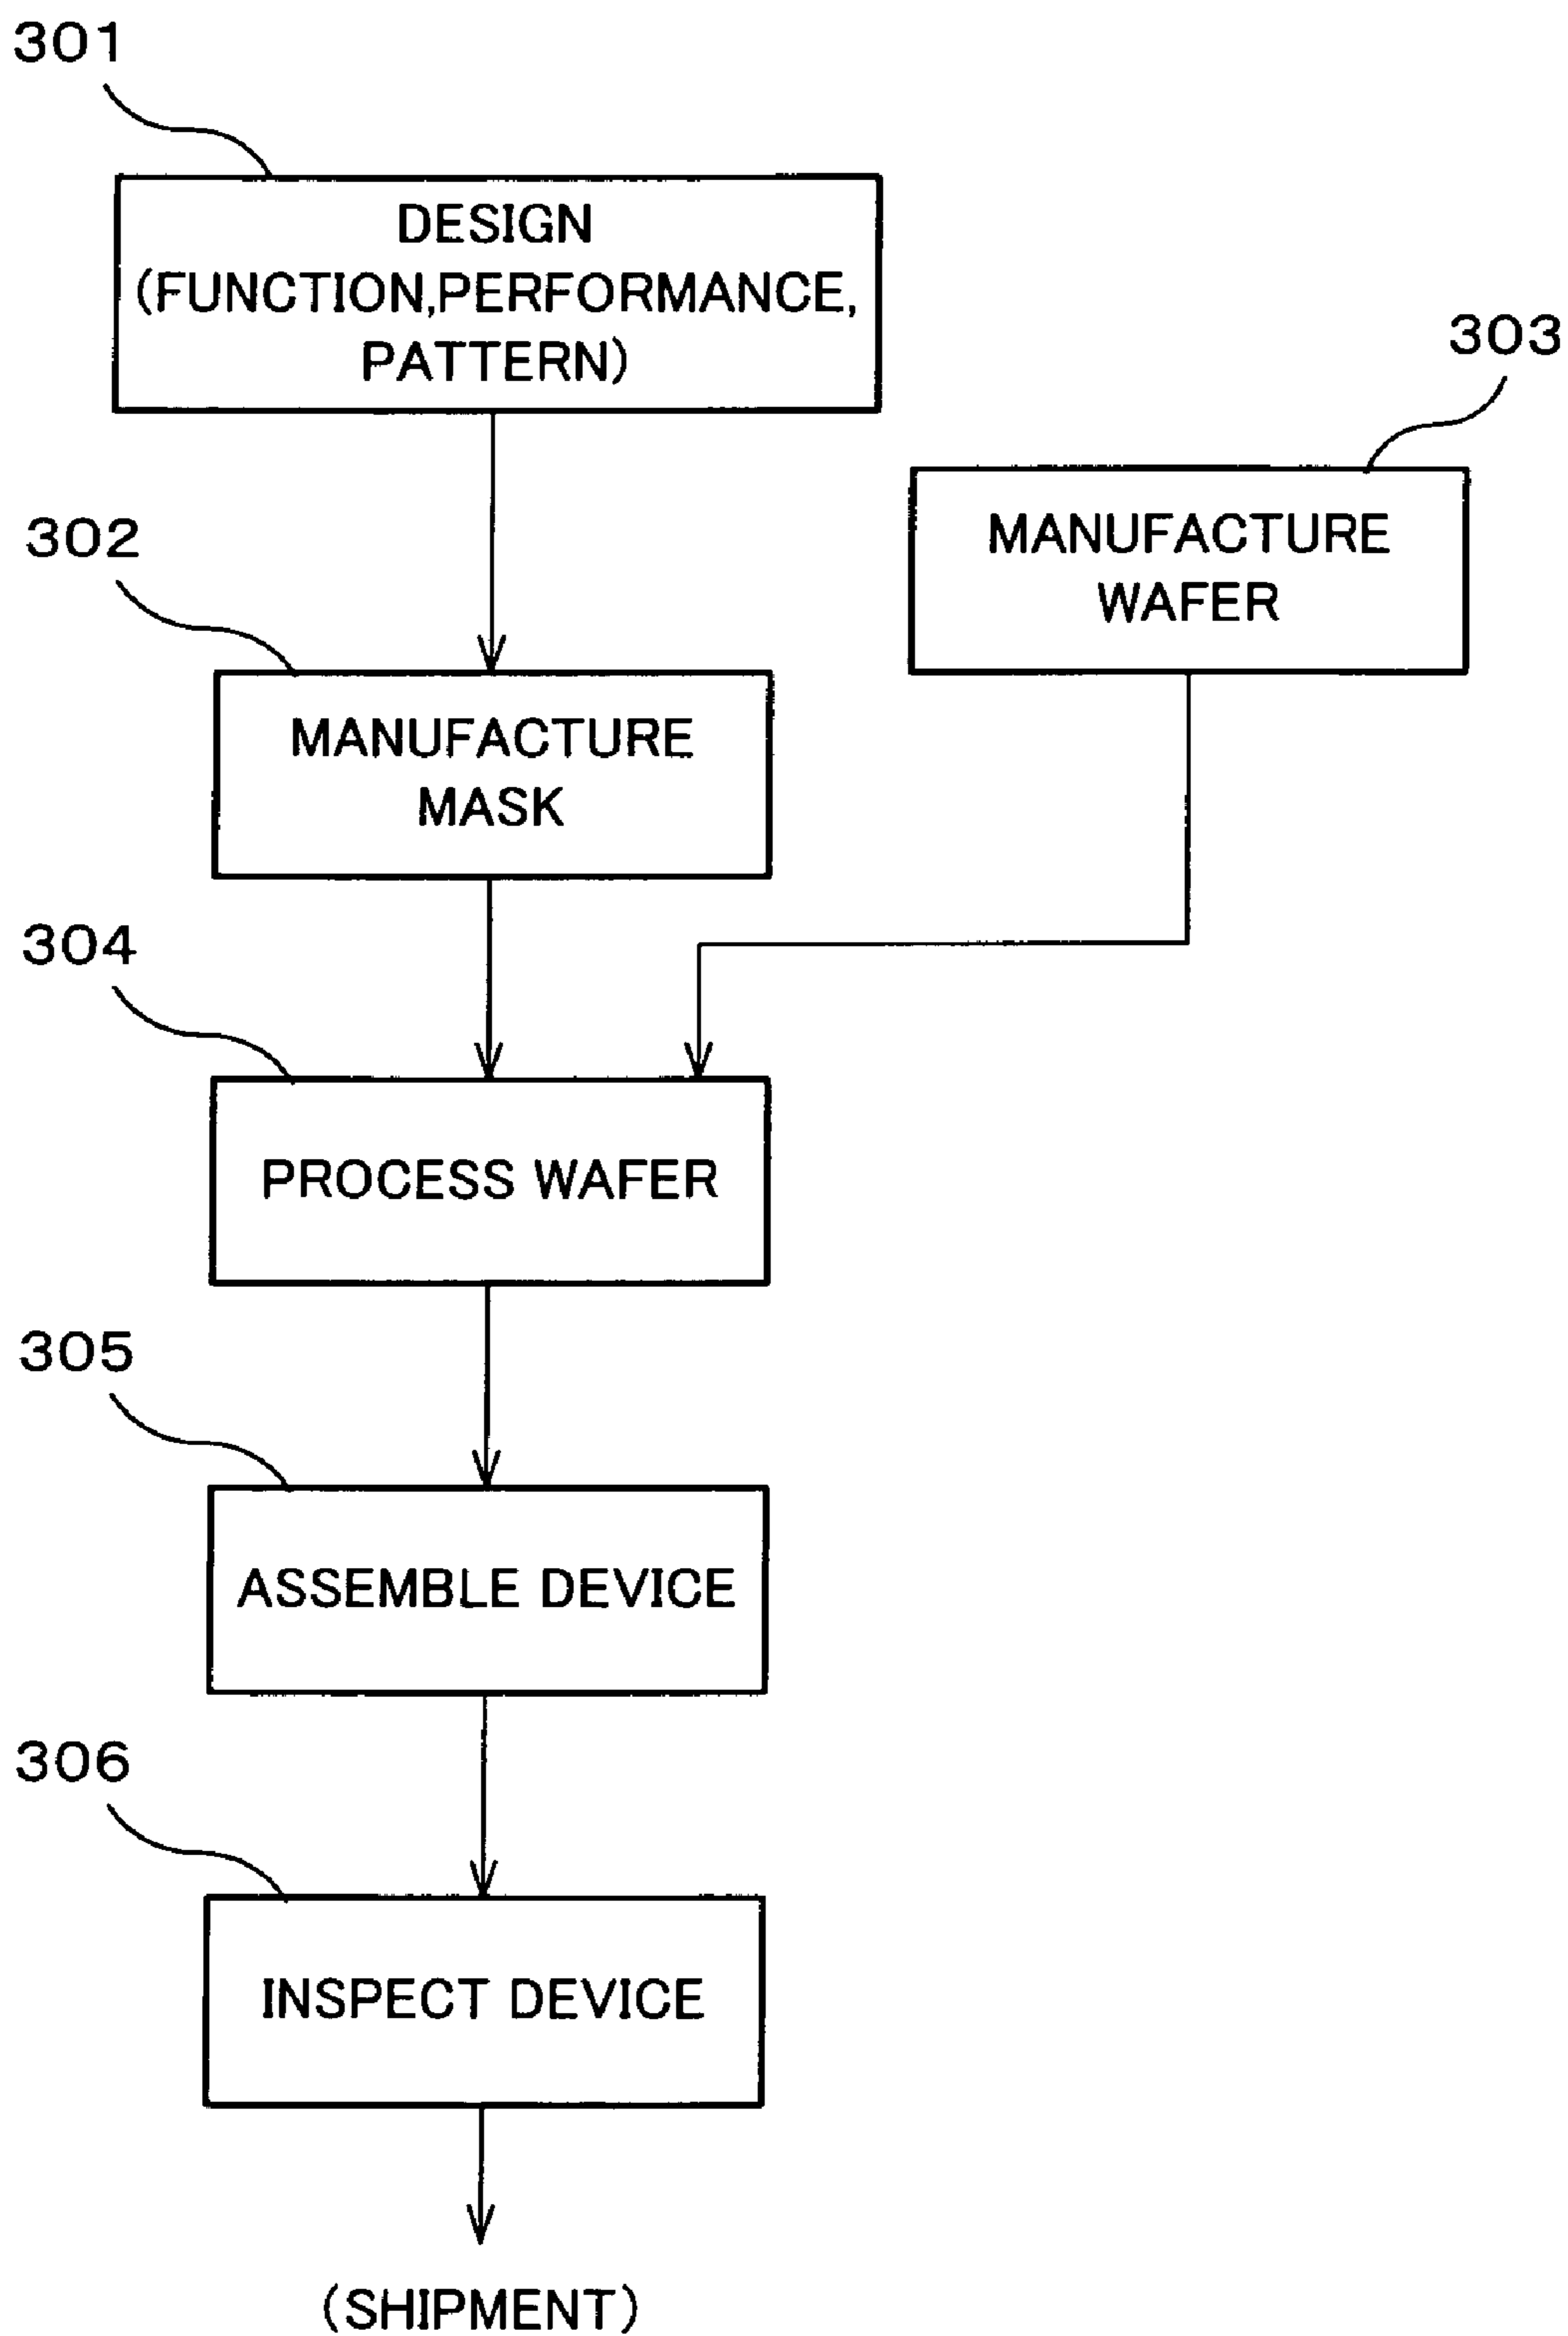 301
DESIGN
(FUNCTION,PERFORMANCE,
PATTERN)
303
MANUFACTURE
WAFER
302
MANUFACTURE
MASK
304
PROCESS WAFER
305
ASSEMBLE DEVICE
306
INSPECT DEVICE
(SHIPMENT)